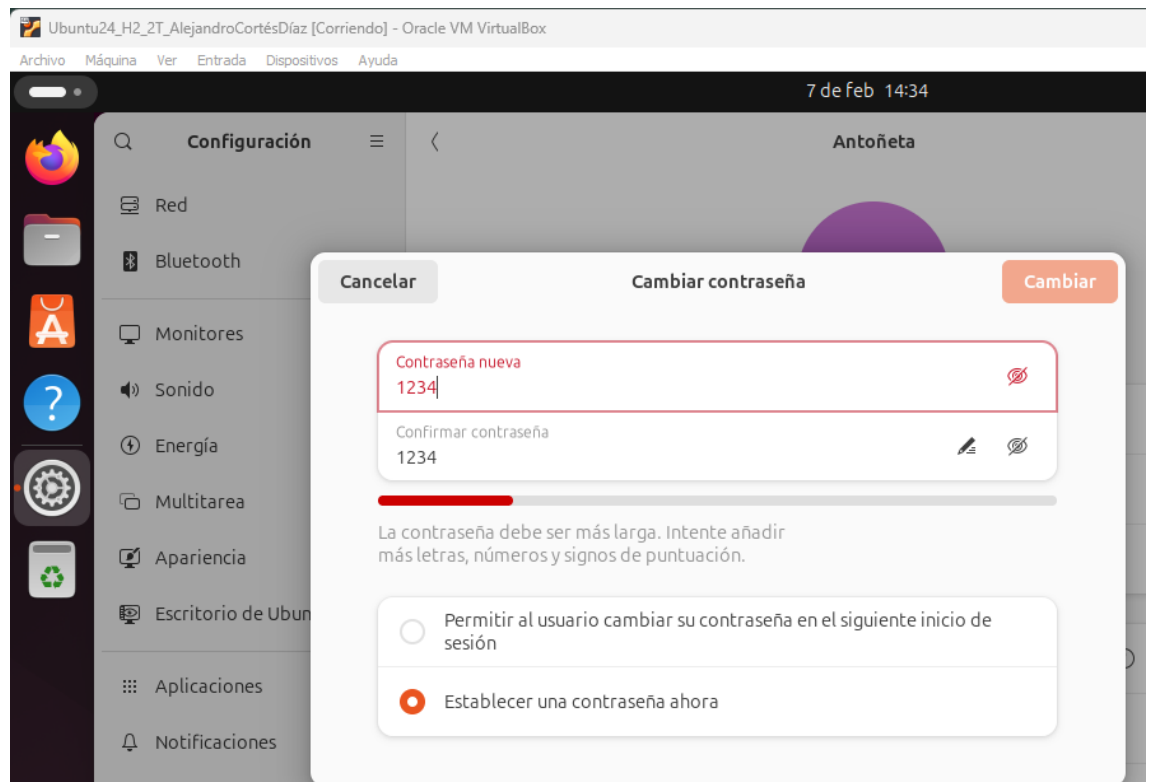 Ubuntu24_H2_2T_AlejandroCortésDíaz [Corriendo] - Oracle VM VirtualBox
Archivo Máquina Ver Entrada Dispositivos Ayuda
7 de feb 14:34
Configuración
Antoñeta
Red
Bluetooth
Cancelar
Cambiar contraseña
Cambiar
Monitores
Contraseña nueva
1234
Sonido
Confirmar contraseña
1234
Energía
Multitarea
La contraseña debe ser más larga. Intente añadir
más letras, números y signos de puntuación.
Apariencia
Escritorio de Ubun
Permitir al usuario cambiar su contraseña en el siguiente inicio de
sesión
Aplicaciones
Establecer una contraseña ahora
Notificaciones